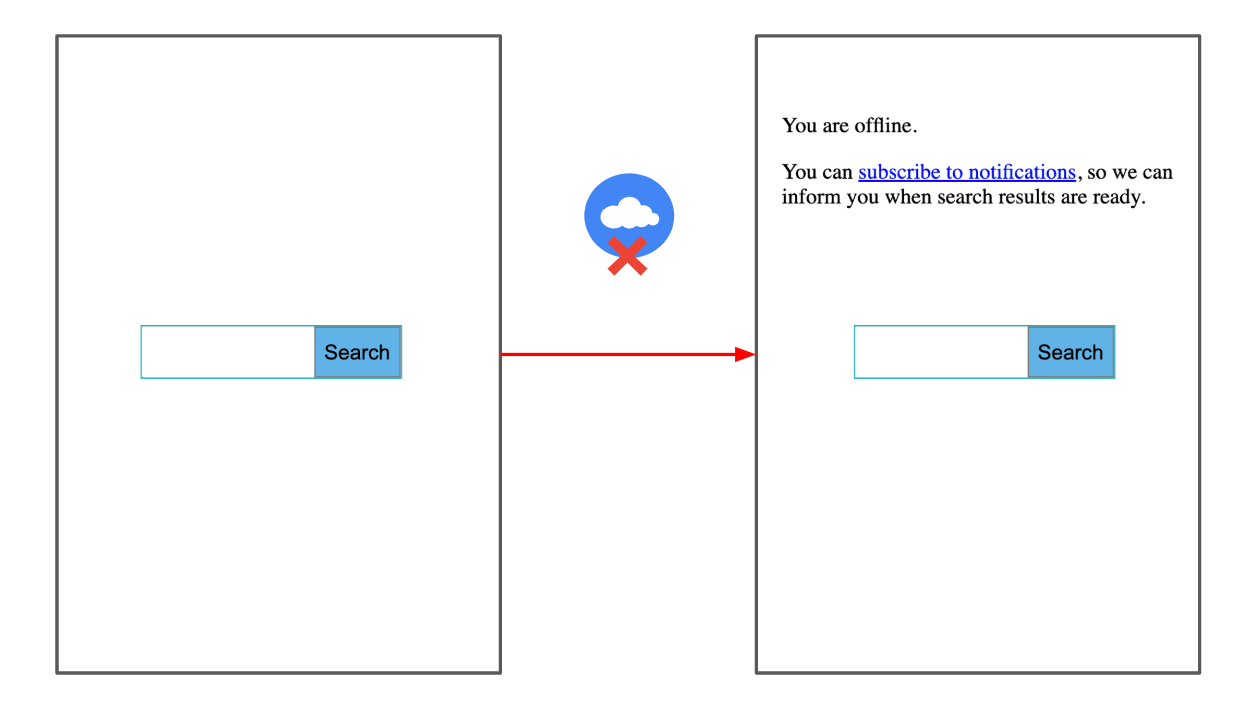 Search
You are offline.
You can subscribe to notifications, so we can
inform you when search results are ready.
Search